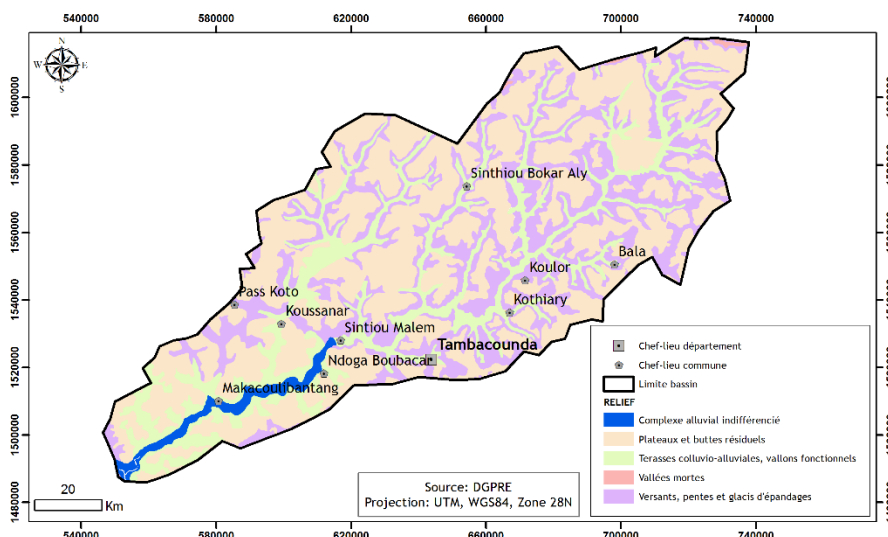 540000 580000 620000 660000 700000 740000
N
W E
S
1600000
1580000
1560000
1540000
1520000
1500000
1480000
Sinthiou Bokar Aly
Bala
Koulor
Pass Koto
Kothiary
Koussanar
Sintiou Malem
Tambacounda
Ndoga Boubacar
Makacoulibantang
Chef-lieu département
Chef-lieu commune
Limite bassin
RELIEF
Complexe alluvial indifférencié
Plateaux et buttes résiduels
Terasses colluvio-alluviales, vallons fonctionnels
Vallées mortes
Versants, pentes et glacis d'épandages
20
Km
Source: DGPRE
Projection: UTM, WGS84, Zone 28N
540000 580000 620000 660000 700000 740000